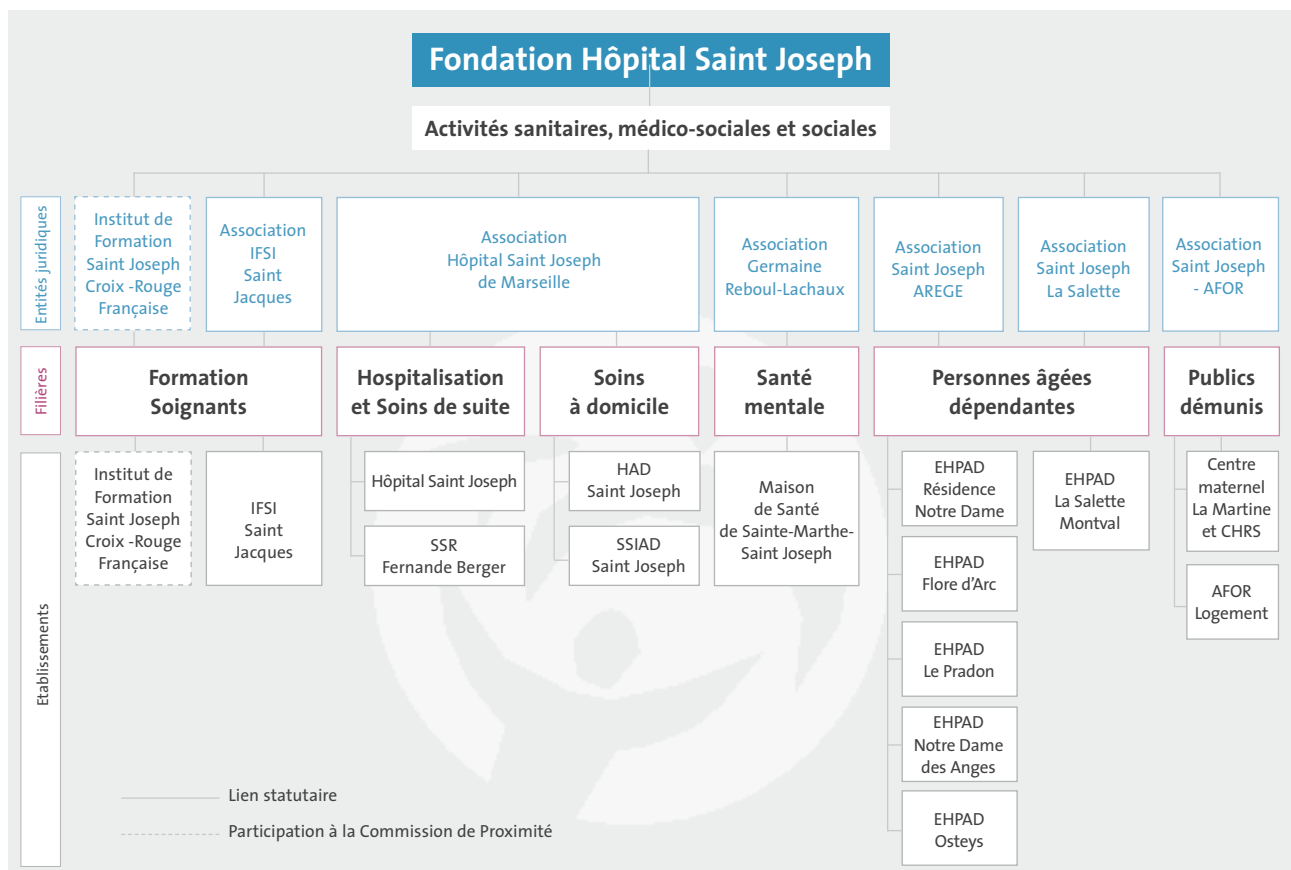 Fondation Hôpital Saint Joseph
Activités sanitaires, médico-sociales et sociales
Entités juridiques
Institut de
Formation
Saint Joseph
Croix -Rouge
Française
Association
IFSI
Saint
Jacques
Association
Hôpital Saint Joseph
de Marseille
Association
Germaine
Reboul-Lachaux
Association
Saint Joseph
AREGE
Association
Saint Joseph
La Salette
Association
Saint Joseph
- AFOR
Filières
Formation
Soignants
Hospitalisation
et Soins de suite
Soins
à domicile
Santé
mentale
Personnes âgées
dépendantes
Publics
démunis
Etablissements
Institut de
Formation
Saint Joseph
Croix -Rouge
Française
IFSI
Saint
Jacques
Hôpital Saint Joseph
SSR
Fernande Berger
HAD
Saint Joseph
SSIAD
Saint Joseph
Maison
de Santé
de Sainte-Marthe-
Saint Joseph
EHPAD
Résidence
Notre Dame
EHPAD
Flore d'Arc
EHPAD
Le Pradon
EHPAD
Notre Dame
des Anges
EHPAD
Osteys
EHPAD
La Salette
Montval
Centre
maternel
La Martine
et CHRS
AFOR
Logement
Lien statutaire
Participation à la Commission de Proximité